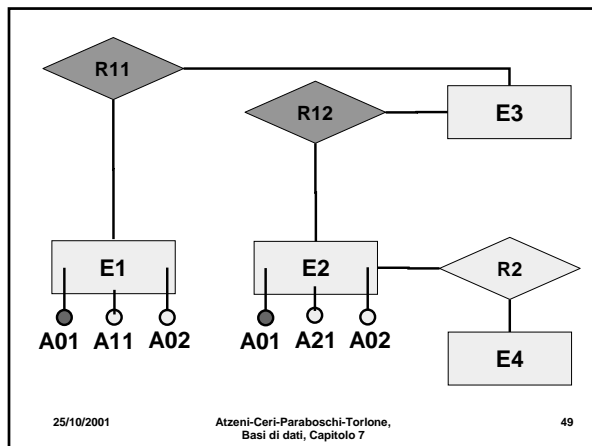 R11
R12
E3
E1
E2
R2
A01 A11 A02
A01 A21 A02
E4
25/10/2001
Atzeni-Ceri-Paraboschi-Torlone,
Basi di dati, Capitolo 7
49